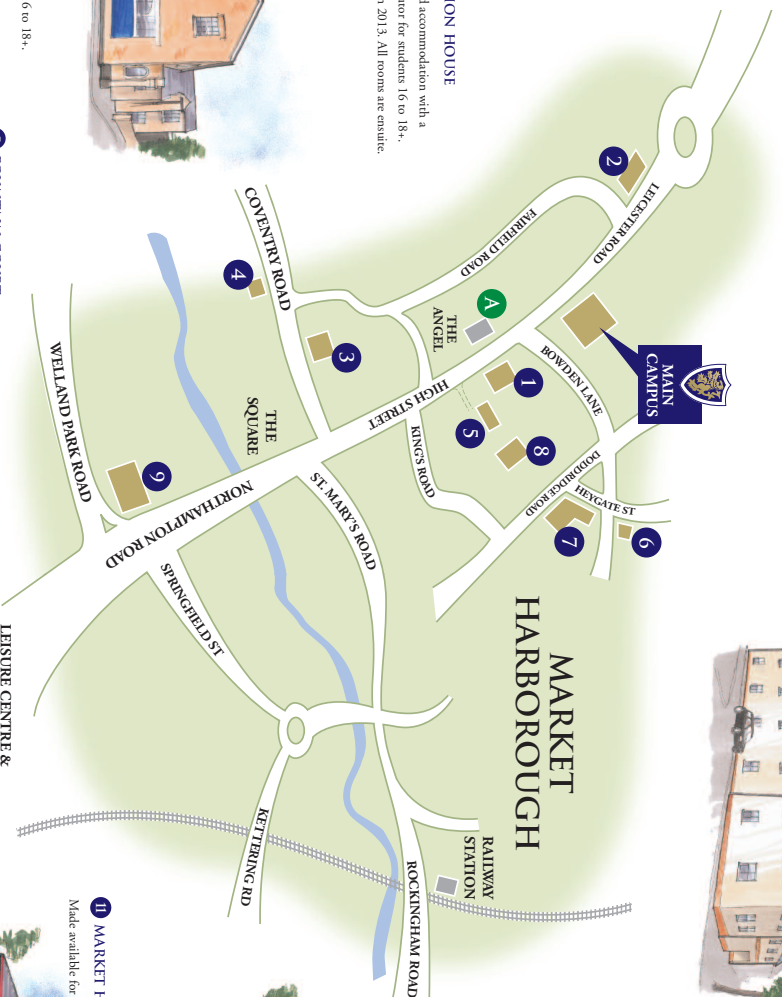 MAIN
CAMPUS
2
LEICESTER ROAD
FAIRFIELD ROAD
A
THE
ANGEL
BOWDEN LANE
1
5
8
DODDRIDGE ROAD
HEYGATE ST
6
7
MARKET
HARBOROUGH
HIGH STREET
KING'S ROAD
ION HOUSE
d accommodation with a
ator for students 16 to 18+.
n 2013. All rooms are ensuite.
COVENTRY ROAD
4
3
THE
SQUARE
ST. MARY'S ROAD
RAILWAY
STATION
ROCKINGHAM ROAD
NORTHAMPTON ROAD
9
WELLAND PARK ROAD
SPRINGFIELD ST
KETTERING RD
11 MARKET H
Made available for
6 to 18+.
LEISURE CENTRE &